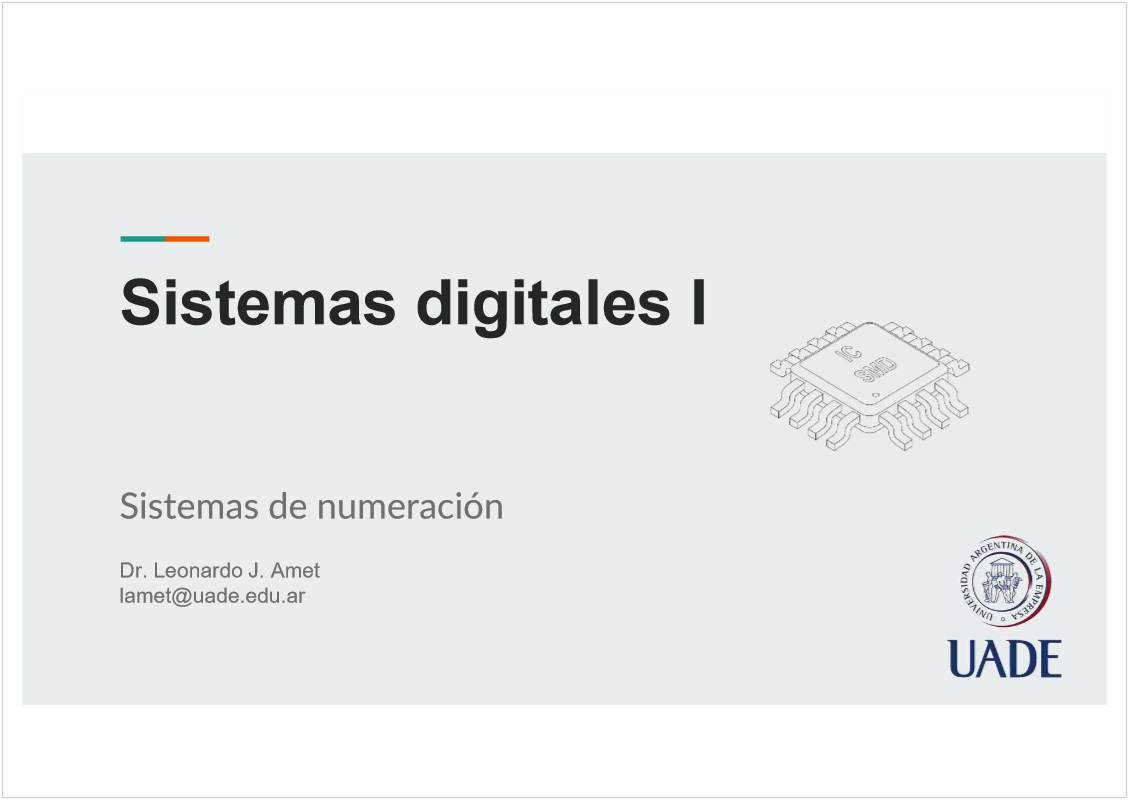 Sistemas digitales I
IC
SMD
Sistemas de numeración
Dr. Leonardo J. Amet
lamet@uade.edu.ar
UNIVERSIDAD ARGENTINA DE LA EMPRESA
UADE